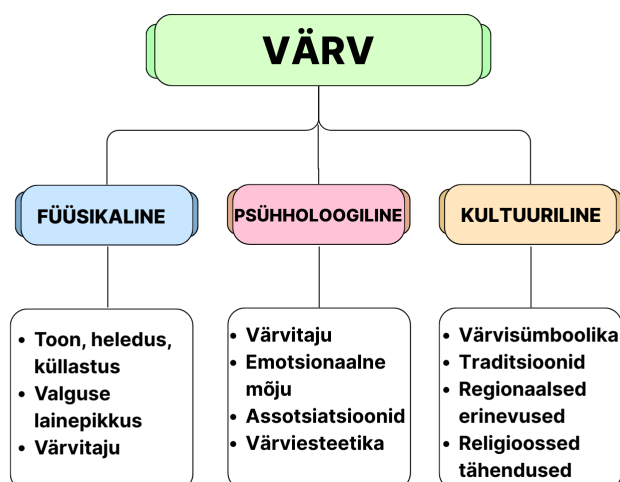 VÄRV
FÜÜSIKALINE
PSÜHHOLOOGILINE
KULTUURILINE
• Toon, heledus,
küllastus
• Valguse
lainepikkus
• Värvitaju
• Värvitaju
• Emotsionaalne
mõju
• Assotsiatsioonid
• Värviesteetika
• Värvisümboolika
• Traditsioonid
• Regionaalsed
erinevused
• Religioossed
tähendused